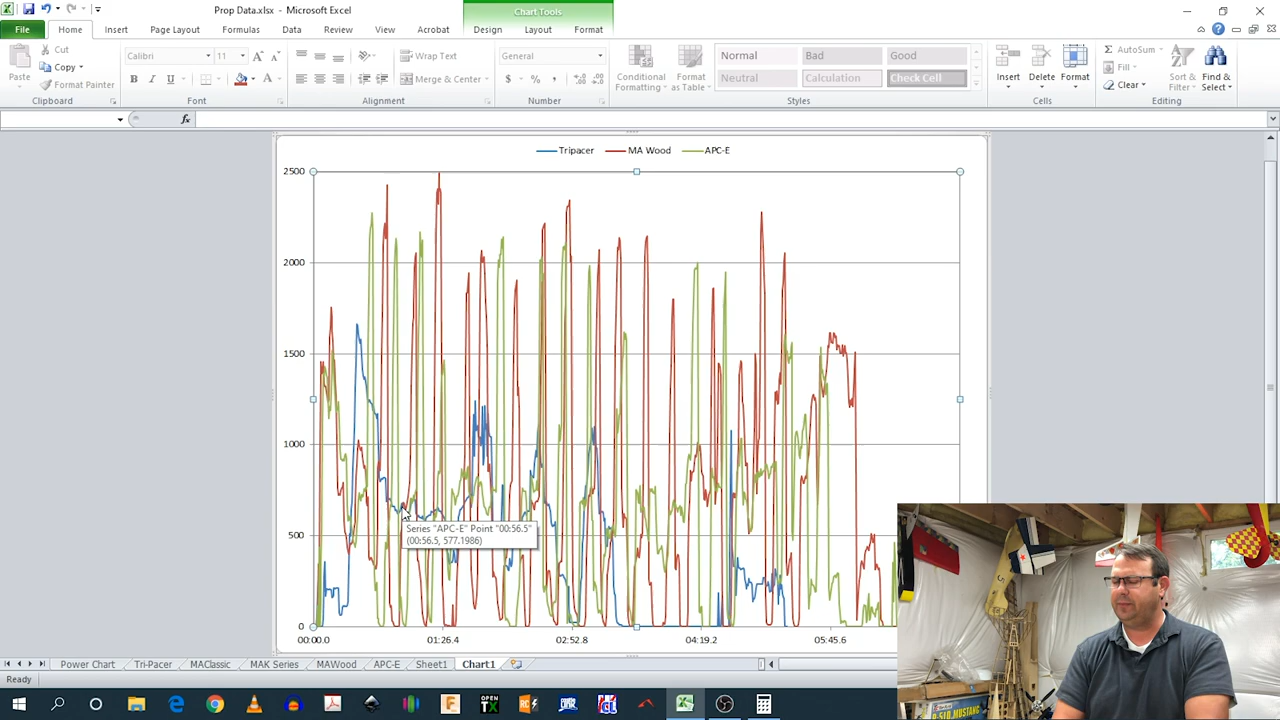 Prop Data.xlsx - Microsoft Excel
Chart Tools
File Home Insert Page Layout Formulas Data Review View Acrobat Design Layout Format
Paste
Cut
Copy
Format Painter
Clipboard
Calibri 11
B I U
Font
Wrap Text
Merge & Center
Alignment
General
$ % ,
Number
Conditional Formatting
Format as Table
Normal Bad Good
Neutral Calculation Check Cell
Styles
Insert Delete Format
Cells
AutoSum
Fill
Clear
Sort & Filter
Find & Select
Editing
fx
Tripacer MA Wood APC-E
2500
2000
1500
1000
500
0
00:00.0 01:26.4 02:52.8 04:19.2 05:45.6
Series "APC-E" Point "00:56.5"
(00:56.5, 577.1986)
Power Chart Tri-Pacer MAClassic MAK Series MAWood APC-E Sheet1 Chart1
Ready
OPEN TX
P-51D MUSTANG